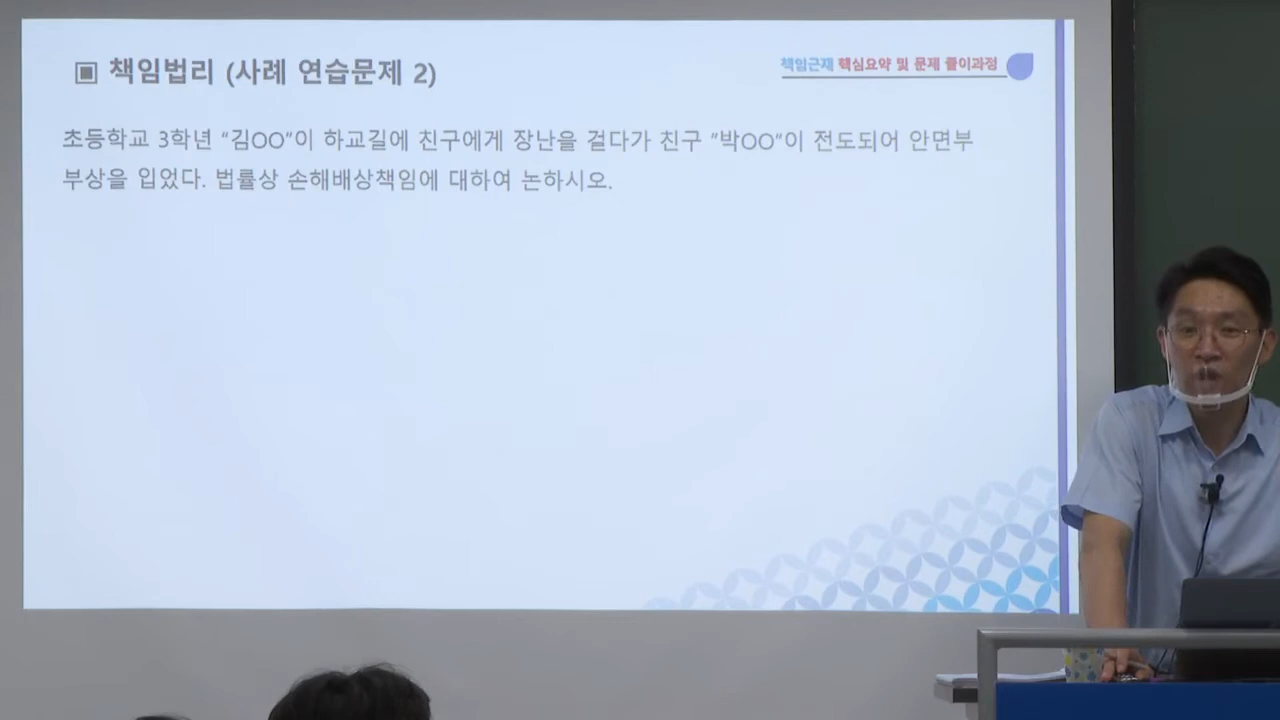 ▣ 책임법리 (사례 연습문제 2)
책임근재 핵심요약 및 문제 풀이과정
초등학교 3학년 “김OO”이 하교길에 친구에게 장난을 걸다가 친구 ”박OO”이 전도되어 안면부
부상을 입었다. 법률상 손해배상책임에 대하여 논하시오.